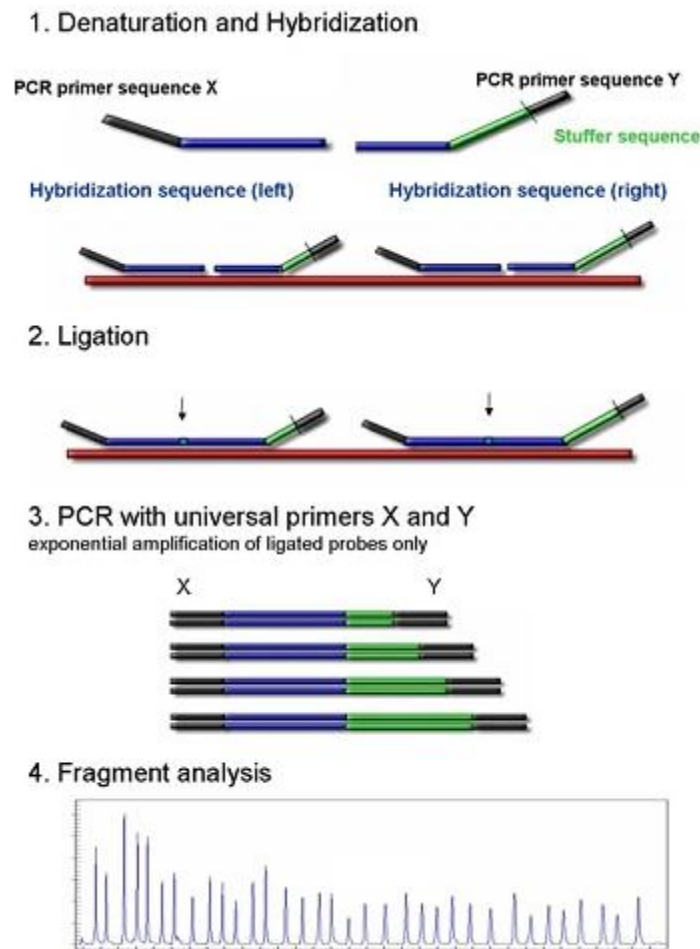 1. Denaturation and Hybridization
PCR primer sequence X
PCR primer sequence Y
Stuffer sequence
Hybridization sequence (left)
Hybridization sequence (right)
2. Ligation
3. PCR with universal primers X and Y
exponential amplification of ligated probes only
X
Y
4. Fragment analysis